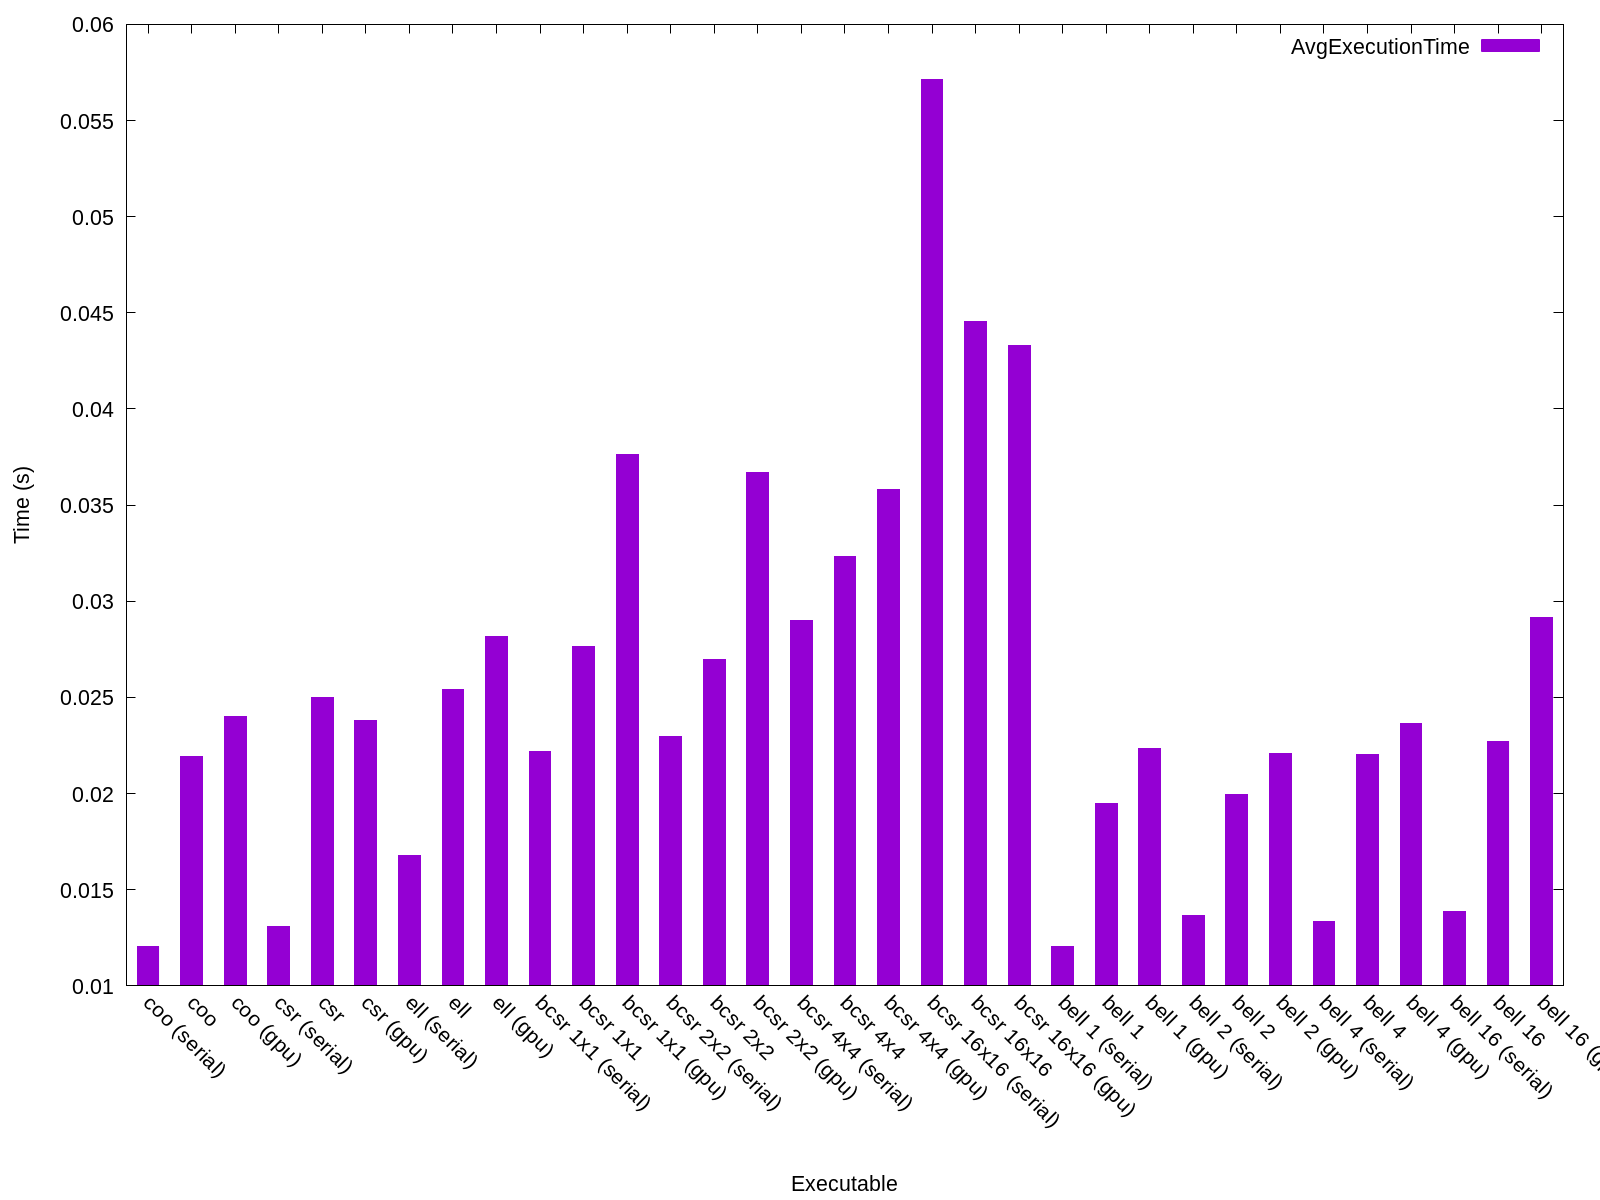 AvgExecutionTime
0.06
0.055
0.05
0.045
0.04
0.035
0.03
0.025
0.02
0.015
0.01
Time (s)
coo (serial)
coo
coo (gpu)
csr (serial)
csr
csr (gpu)
ell (serial)
ell
ell (gpu)
bcsr 1x1 (serial)
bcsr 1x1
bcsr 1x1 (gpu)
bcsr 2x2 (serial)
bcsr 2x2
bcsr 2x2 (gpu)
bcsr 4x4 (serial)
bcsr 4x4
bcsr 4x4 (gpu)
bcsr 16x16 (serial)
bcsr 16x16
bcsr 16x16 (gpu)
bell 1 (serial)
bell 1
bell 1 (gpu)
bell 2 (serial)
bell 2
bell 2 (gpu)
bell 4 (serial)
bell 4
bell 4 (gpu)
bell 16 (serial)
bell 16
bell 16
Executable